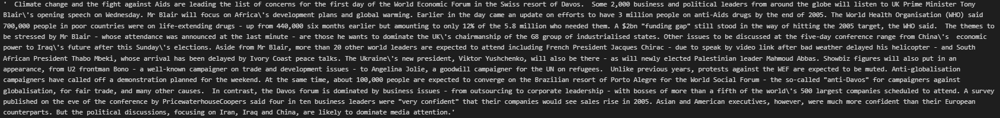 '  Climate change and the fight against Aids are leading the list of concerns for the first day of the World Economic Forum in the Swiss resort of Davos.  Some 2,000 business and political leaders from around the globe will listen to UK Prime Minister Tony
Blair\'s opening speech on Wednesday. Mr Blair will focus on Africa\'s development plans and global warming. Earlier in the day came an update on efforts to have 3 million people on anti-Aids drugs by the end of 2005. The World Health Organisation (WHO) said
700,000 people in poor countries were on life-extending drugs - up from 440,000 six months earlier but amounting to only 12% of the 5.8 million who needed them. A $2bn "funding gap" still stood in the way of hitting the 2005 target, the WHO said.  The themes to
be stressed by Mr Blair - whose attendance was announced at the last minute - are those he wants to dominate the UK\'s chairmanship of the G8 group of industrialised states. Other issues to be discussed at the five-day conference range from China\'s  economic
power to Iraq\'s future after this Sunday\'s elections. Aside from Mr Blair, more than 20 other world leaders are expected to attend including French President Jacques Chirac - due to speak by video link after bad weather delayed his helicopter - and South
African President Thabo Mbeki, whose arrival has been delayed by Ivory Coast peace talks. The Ukraine\'s new president, Viktor Yushchenko, will also be there - as will newly elected Palestinian leader Mahmoud Abbas. Showbiz figures will also put in an
appearance, from U2 frontman Bono - a well-known campaigner on trade and development issues - to Angelina Jolie, a goodwill campaigner for the UN on refugees.  Unlike previous years, protests against the WEF are expected to be muted. Anti-globalisation
campaigners have called off a demonstration planned for the weekend. At the same time, about 100,000 people are expected to converge on the Brazilian resort of Porto Alegre for the World Social Forum - the so-called "anti-Davos" for campaigners against
globalisation, for fair trade, and many other causes.  In contrast, the Davos forum is dominated by business issues - from outsourcing to corporate leadership - with bosses of more than a fifth of the world\'s 500 largest companies scheduled to attend. A survey
published on the eve of the conference by PricewaterhouseCoopers said four in ten business leaders were "very confident" that their companies would see sales rise in 2005. Asian and American executives, however, were much more confident than their European
counterparts. But the political discussions, focusing on Iran, Iraq and China, are likely to dominate media attention.'